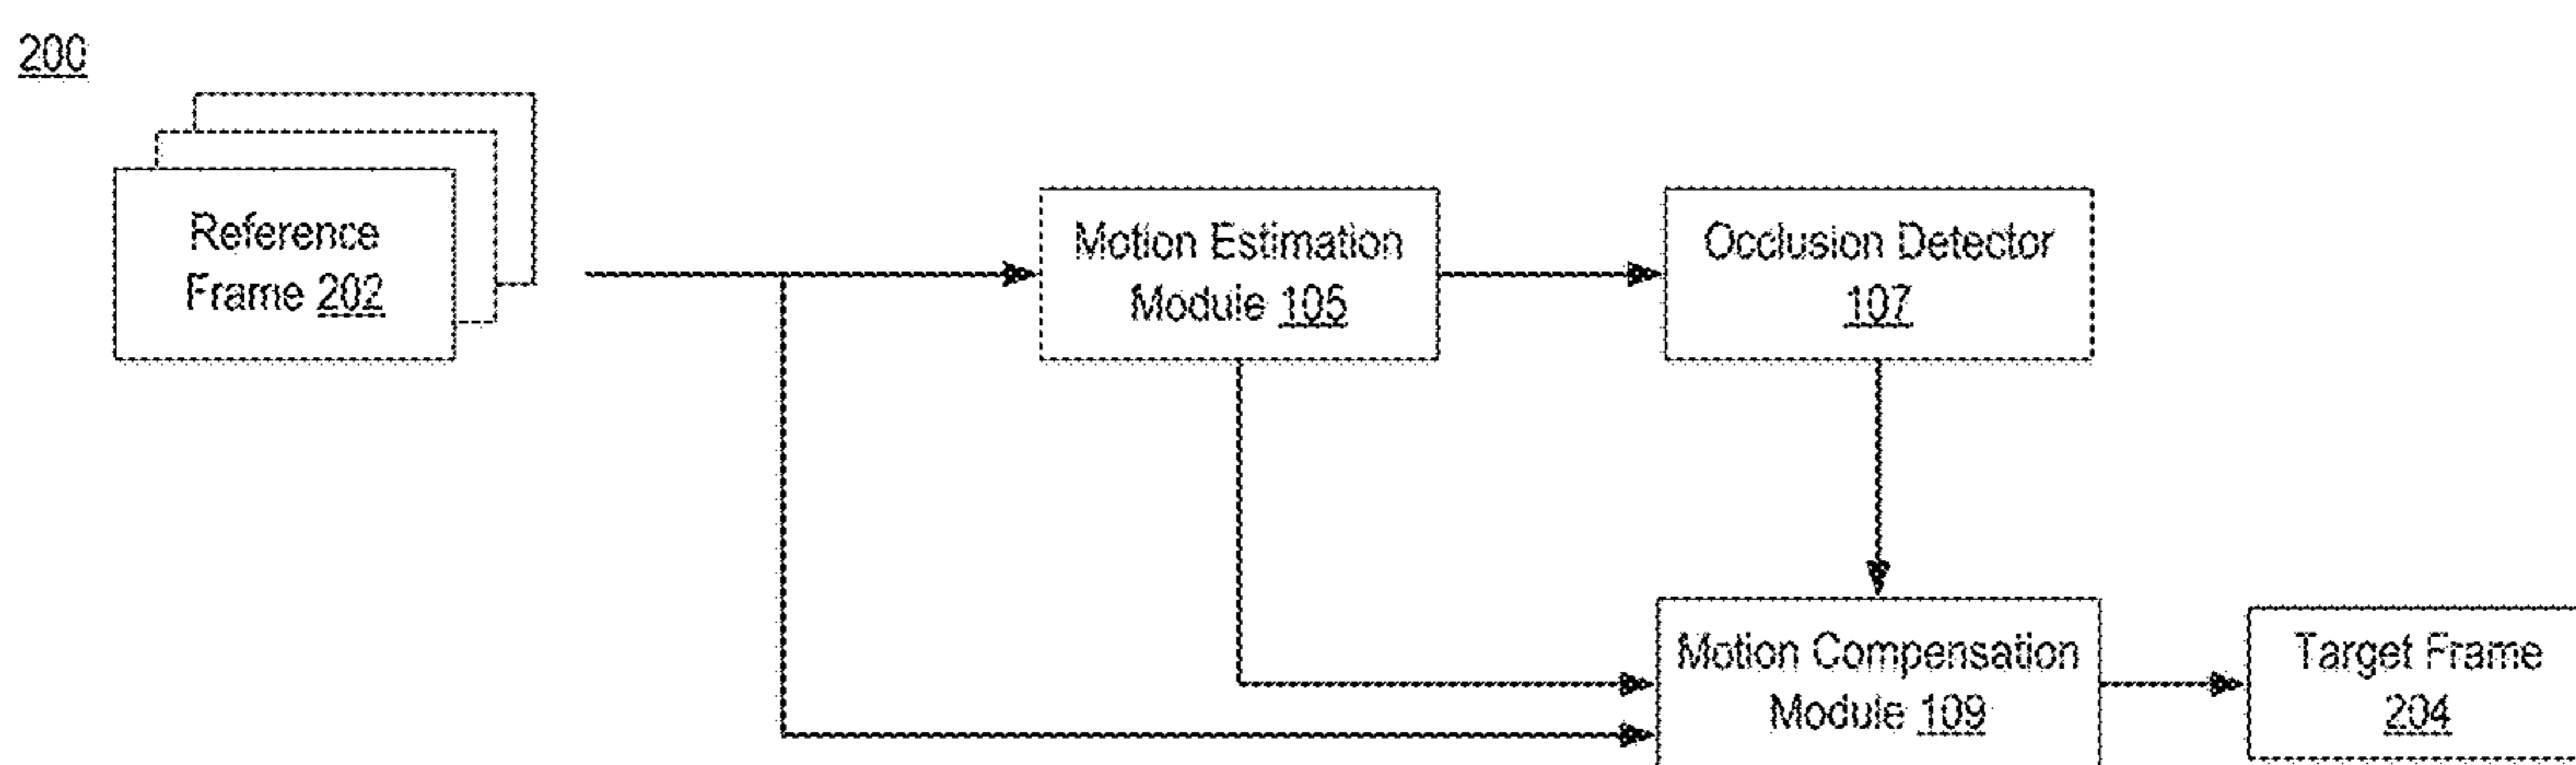 200
Reference
Frame 202
Motion Estimation
Module 105
Occlusion Detector
107
Motion Compensation
Module 109
Target Frame
204